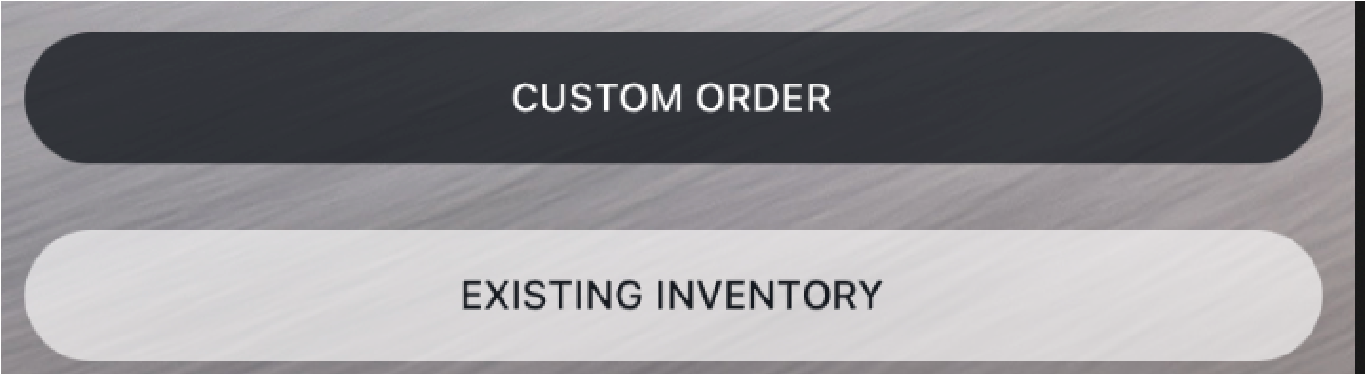 CUSTOM ORDER
EXISTING INVENTORY